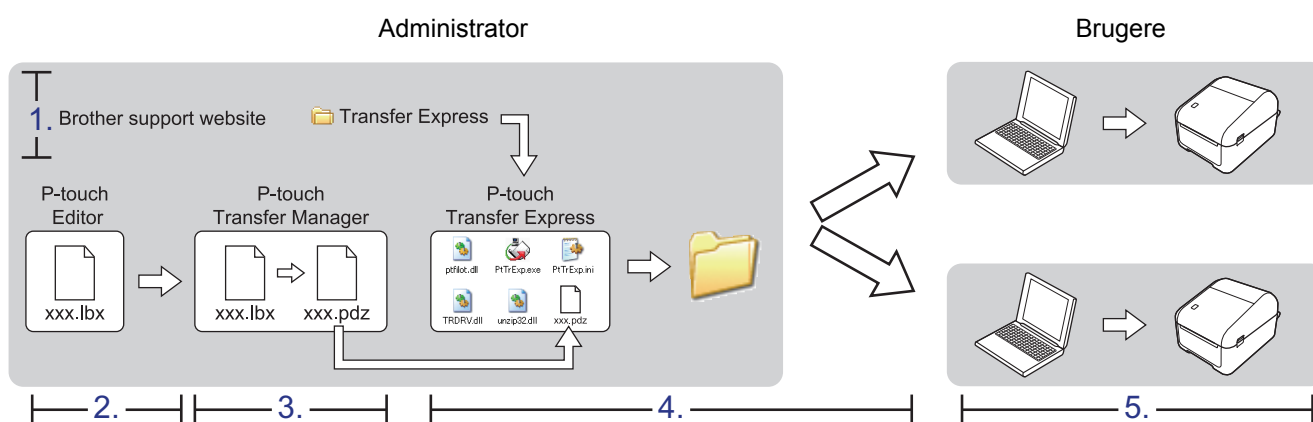 Administrator
Brugere
1. Brother support website
Transfer Express
P-touch
Editor
xxx.lbx
P-touch
Transfer Manager
xxx.lbx xxx.pdz
P-touch
Transfer Express
ptfilot.dll PtTrExp.exe PtTrExp.ini
TRDRV.dll unzip32.dll xxx.pdz
2. 3. 4. 5.